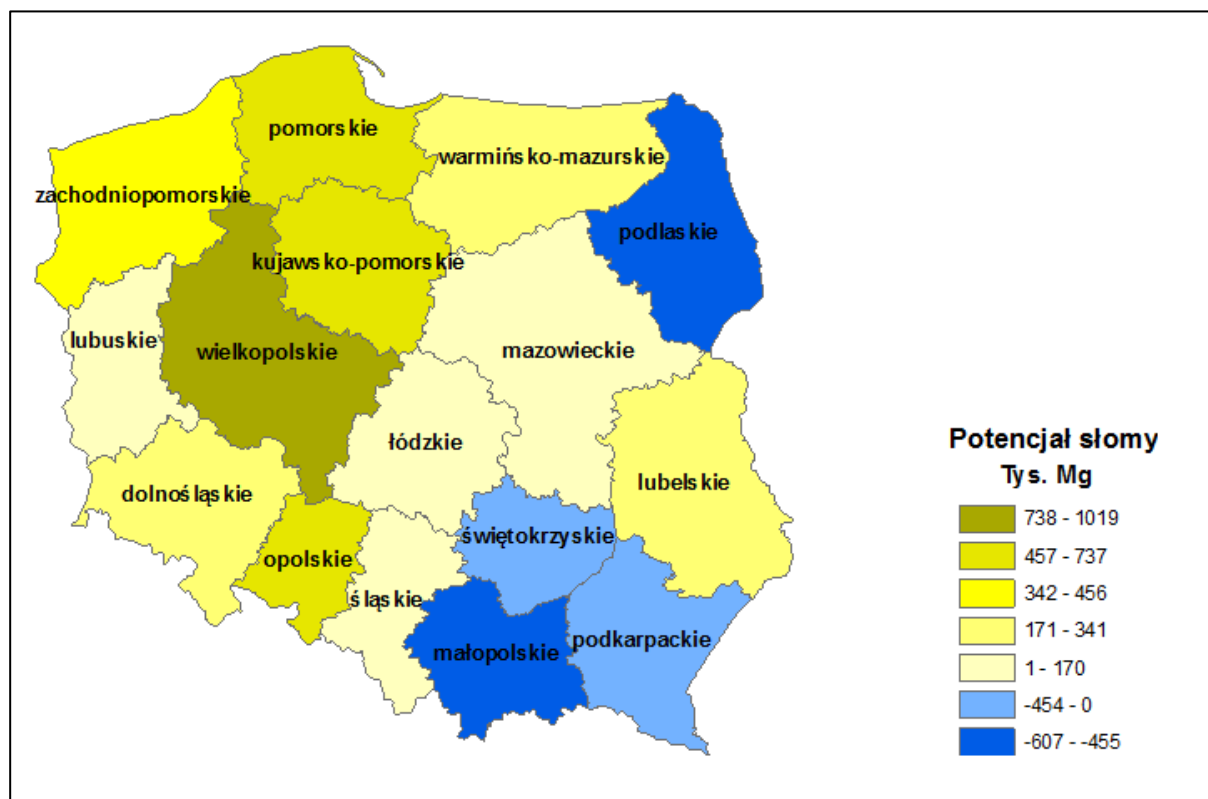 pomorskie
warmińsko-mazurskie
zachodniopomorskie
podlaskie
kujawsko-pomorskie
lubuskie
wielkopolskie
mazowieckie
łódzkie
dolnośląskie
lubelskie
świętokrzyskie
opolskie
śląskie
małopolskie
podkarpackie
Potencjał słomy
Tys. Mg
738 - 1019
457 - 737
342 - 456
171 - 341
1 - 170
-454 - 0
-607 - -455